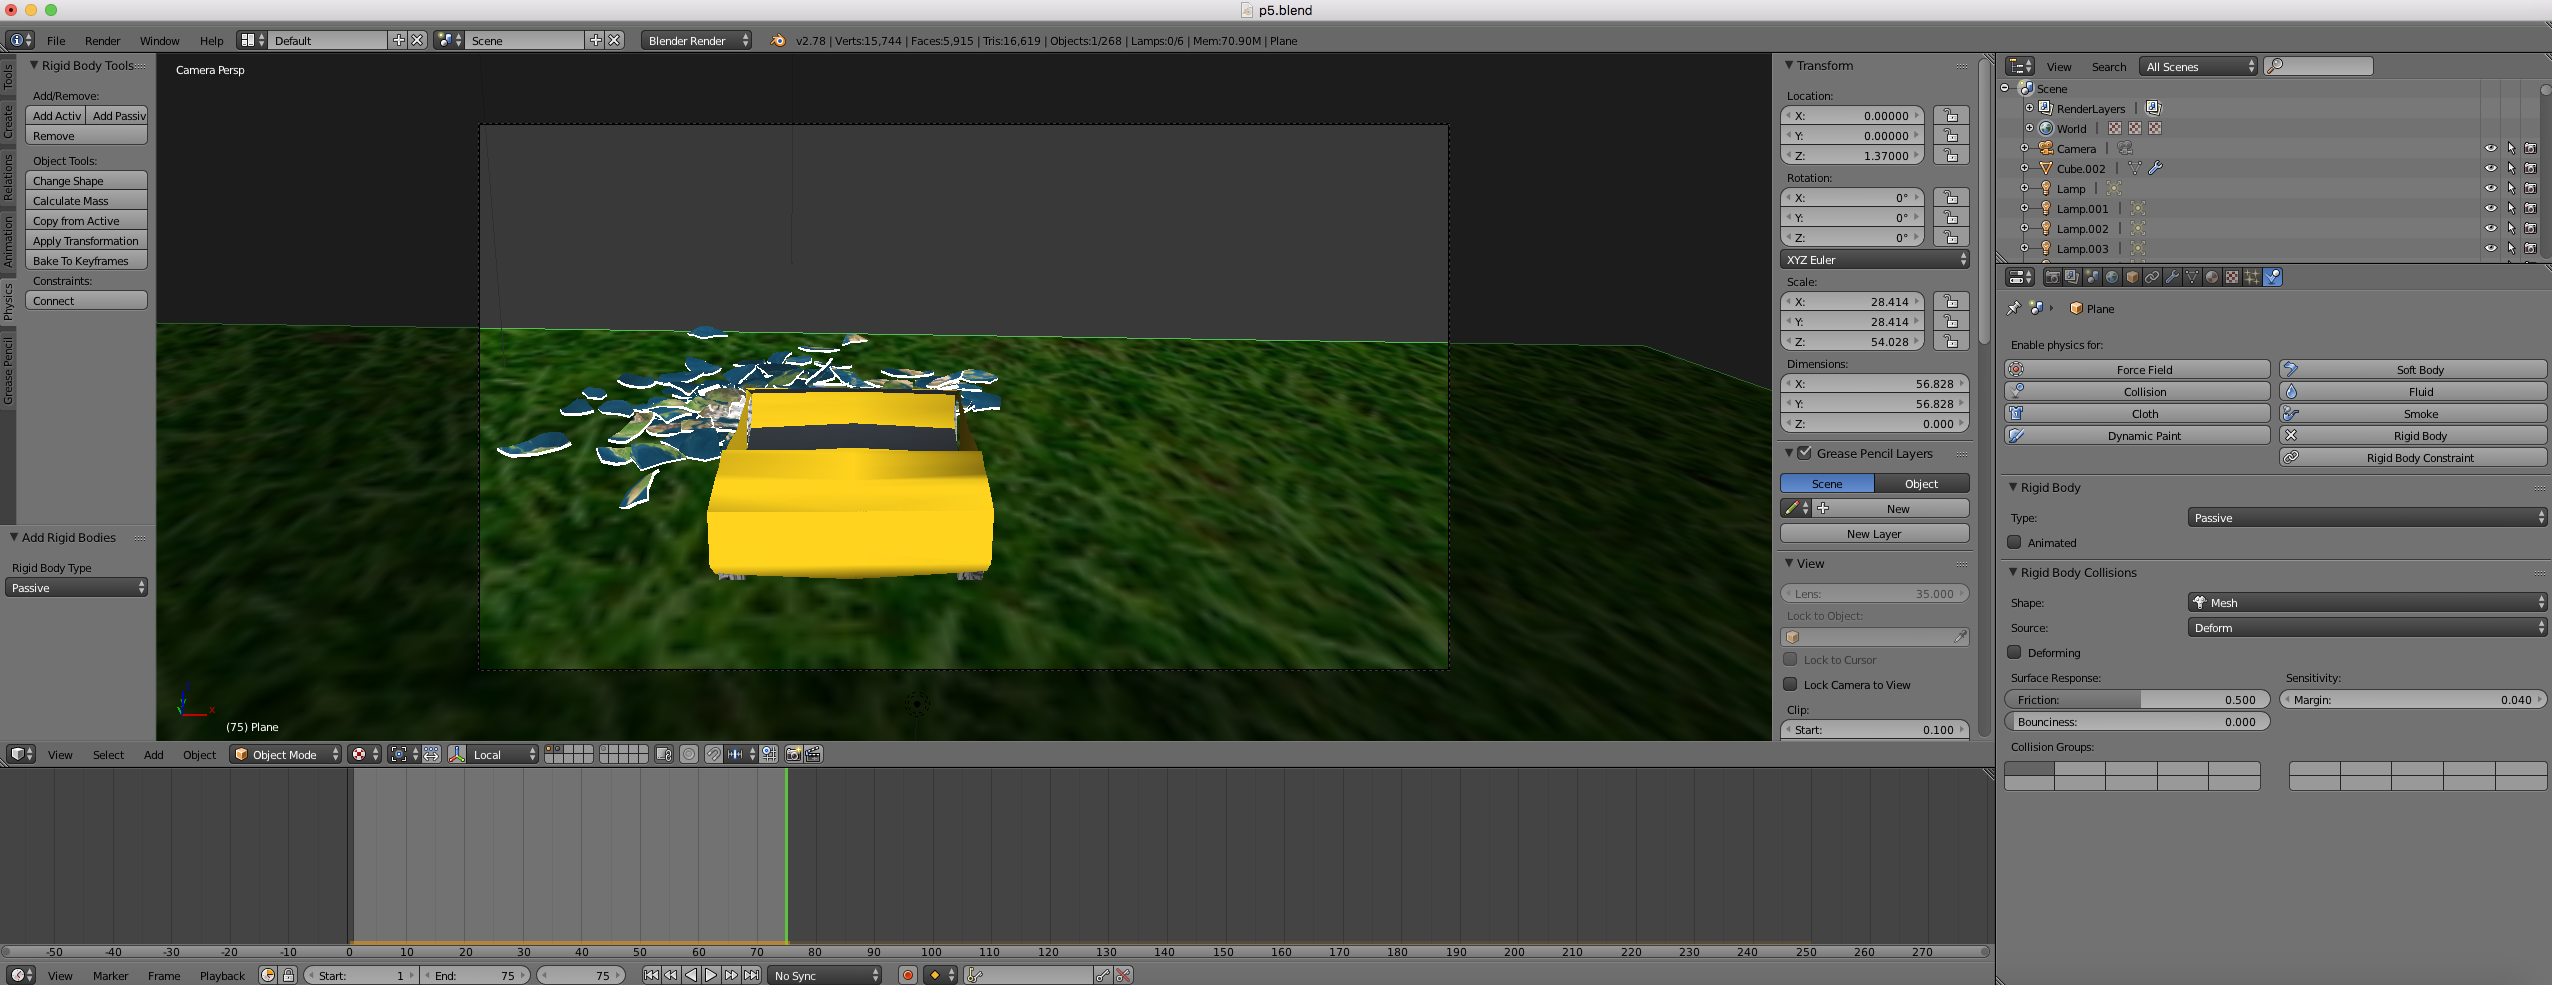 p5.blend
File Render Window Help Default Scene Blender Render v2.78 | Verts:15,744 | Faces:5,915 | Tris:16,619 | Objects:1/268 | Lamps:0/6 | Mem:70.90M | Plane
Tools
Create
Relations
Animation
Physics
Grease Pencil
Rigid Body Tools
Add/Remove:
Add Activ Add Passiv
Remove
Object Tools:
Change Shape
Calculate Mass
Copy from Active
Apply Transformation
Bake To Keyframes
Constraints:
Connect
Add Rigid Bodies
Rigid Body Type
Passive
Camera Persp
(75) Plane
Transform
Location:
X: 0.00000
Y: 0.00000
Z: 1.37000
Rotation:
X: 0°
Y: 0°
Z: 0°
XYZ Euler
Scale:
X: 28.414
Y: 28.414
Z: 54.028
Dimensions:
X: 56.828
Y: 56.828
Z: 0.000
Grease Pencil Layers
Scene Object
New
New Layer
View
Lens: 35.000
Lock to Object:
Lock to Cursor
Lock Camera to View
Clip:
Start: 0.100
View Search All Scenes
Scene
RenderLayers |
World |
Camera |
Cube.002 |
Lamp |
Lamp.001 |
Lamp.002 |
Lamp.003 |
Plane
Enable physics for:
Force Field Soft Body
Collision Fluid
Cloth Smoke
Dynamic Paint Rigid Body
Rigid Body Constraint
Rigid Body
Type: Passive
Animated
Rigid Body Collisions
Shape: Mesh
Source: Deform
Deforming
Surface Response: Sensitivity:
Friction: 0.500 Margin: 0.040
Bounciness: 0.000
Collision Groups:
View Select Add Object Object Mode Local
-50 -40 -30 -20 -10 0 10 20 30 40 50 60 70 80 90 100 110 120 130 140 150 160 170 180 190 200 210 220 230 240 250 260 270
View Marker Frame Playback Start: 1 End: 75 75 No Sync
X
Y